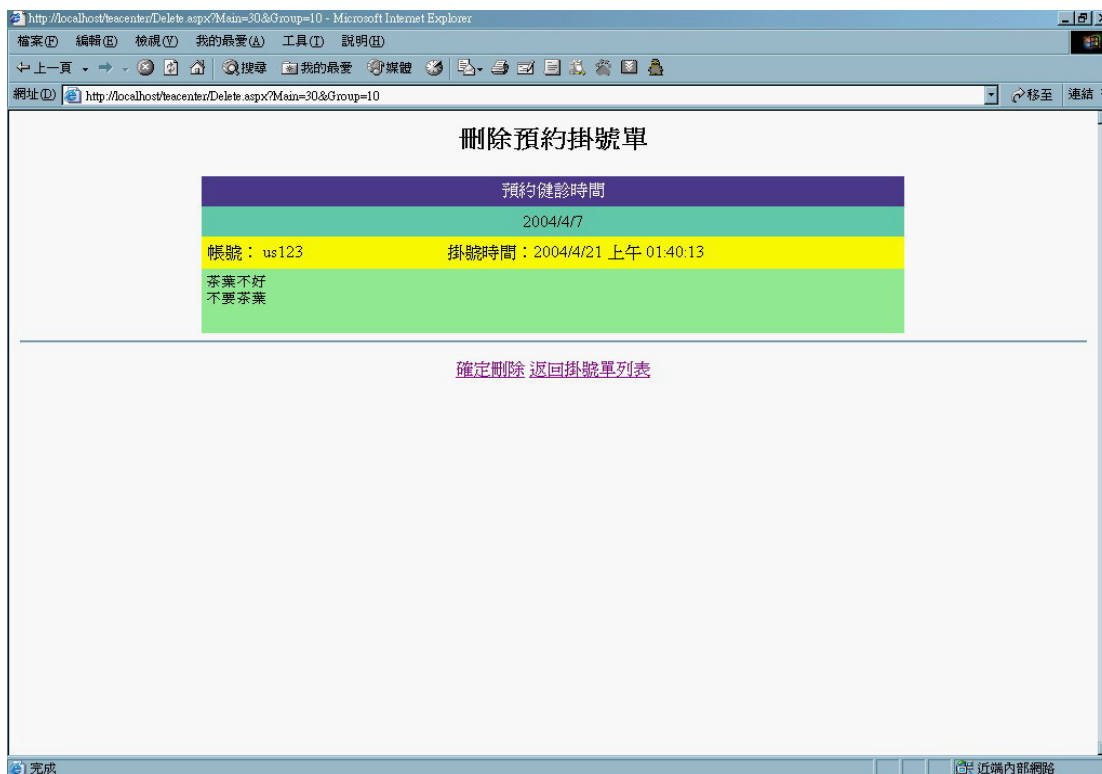 http://localhost/teacenter/Delete.aspx?Main=30&Group=10 - Microsoft Internet Explorer
檔案(F) 編輯(E) 檢視(V) 我的最愛(A) 工具(T) 說明(H)
上一頁 搜尋 我的最愛 媒體
網址(D) http://localhost/teacenter/Delete.aspx?Main=30&Group=10 移至 連結
刪除預約掛號單
預約健診時間
2004/4/7
帳號： us123 掛號時間：2004/4/21 上午 01:40:13
茶葉不好
不要茶葉
確定刪除 返回掛號單列表
完成 近端內部網路